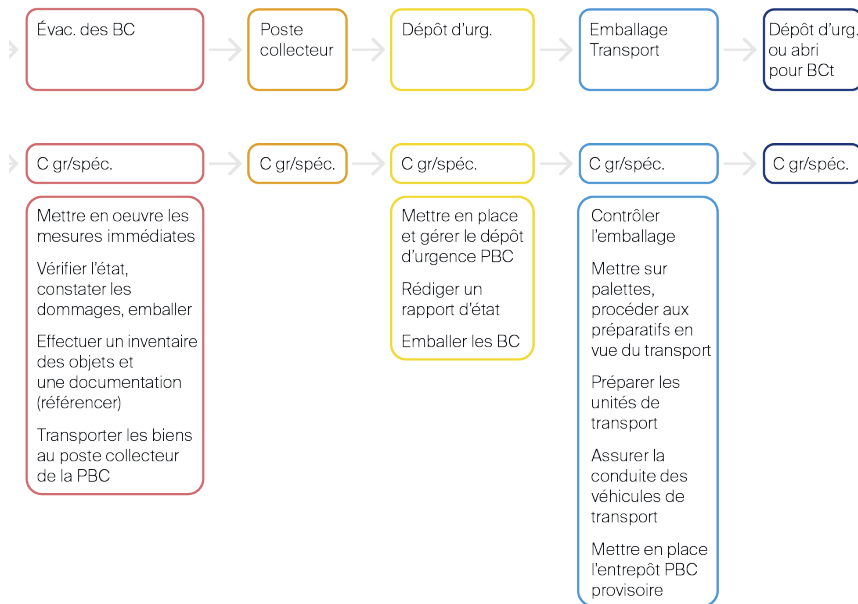 Évac. des BC
Poste
collecteur
Dépôt d'urg.
Emballage
Transport
Dépôt d'urg.
ou abri
pour BCt
C gr/spéc.
C gr/spéc.
C gr/spéc.
C gr/spéc.
C gr/spéc.
Mettre en oeuvre les
mesures immédiates
Vérifier l'état,
constater les
dommages, emballer
Effectuer un inventaire
des objets et
une documentation
(référencer)
Transporter les biens
au poste collecteur
de la PBC
Mettre en place
et gérer le dépôt
d'urgence PBC
Rédiger un
rapport d'état
Emballer les BC
Contrôler
l'emballage
Mettre sur
palettes,
procéder aux
préparatifs en
vue du transport
Préparer les
unités de
transport
Assurer la
conduite des
véhicules de
transport
Mettre en place
l'entrepôt PBC
provisoire